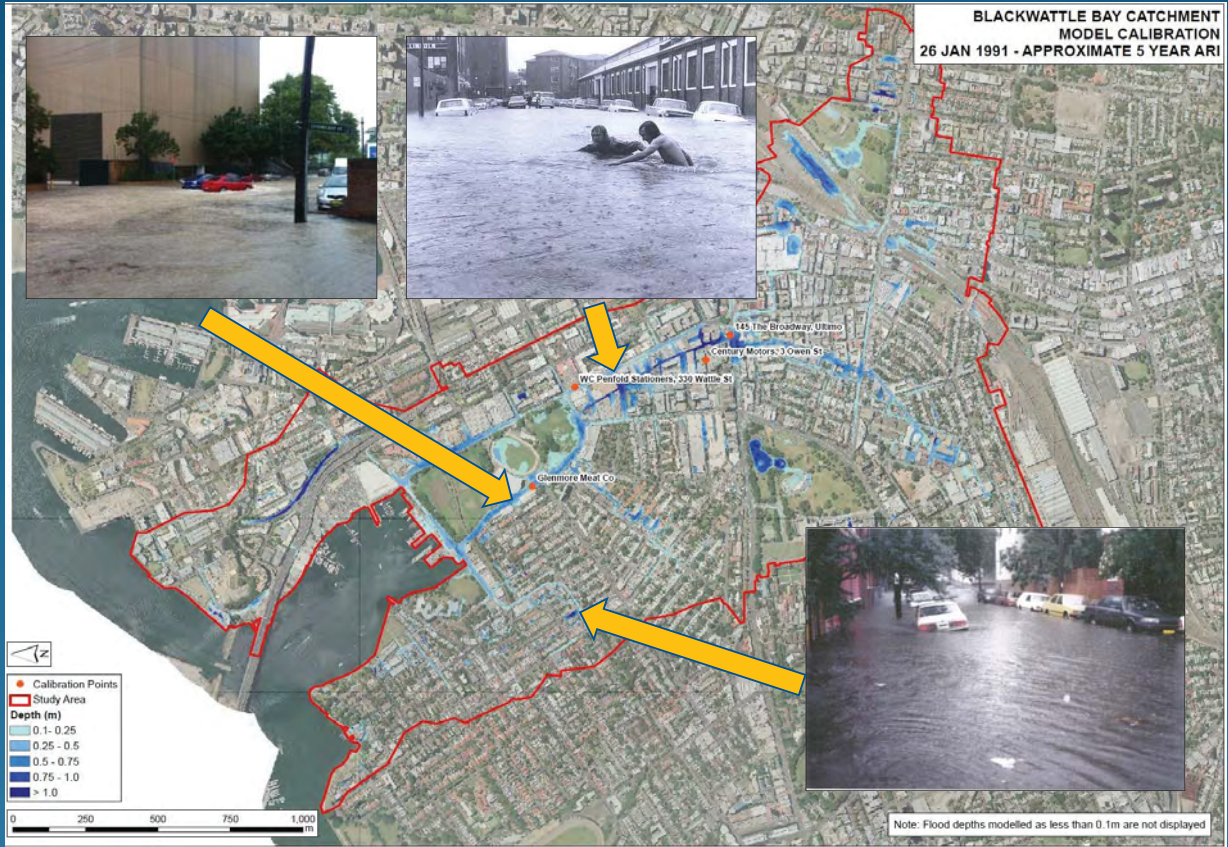 BLACKWATTLE BAY CATCHMENT
MODEL CALIBRATION
26 JAN 1991 - APPROXIMATE 5 YEAR ARI
LINCOLN
145 The Broadway, Ultimo
Century Motors, 3 Owen St
WC Penfold Stationers, 330 Wattle St
Glenmore Meat Co
N
Calibration Points
Study Area
Depth (m)
0.1- 0.25
0.25 - 0.5
0.5 - 0.75
0.75 - 1.0
> 1.0
0 250 500 750 1,000
m
Note: Flood depths modelled as less than 0.1m are not displayed